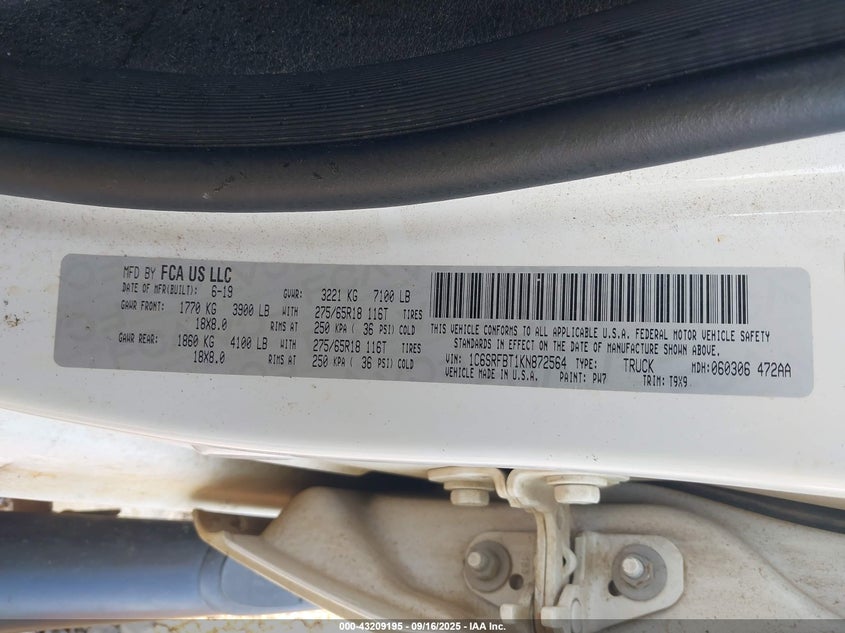 MFD BY FCA US LLC
DATE OF MFR(BUILT): 6-19 GVWR: 3221 KG 7100 LB
GAWR FRONT: 1770 KG 3900 LB WITH 275/65R18 116T TIRES
18X8.0 RIMS AT 250 KPA ( 36 PSI) COLD
GAWR REAR: 1860 KG 4100 LB WITH 275/65R18 116T TIRES
18X8.0 RIMS AT 250 KPA ( 36 PSI) COLD
THIS VEHICLE CONFORMS TO ALL APPLICABLE U.S.A. FEDERAL MOTOR VEHICLE SAFETY
STANDARDS IN EFFECT ON THE DATE OF MANUFACTURE SHOWN ABOVE.
VIN: 1C6SRFBT1KN872564 TYPE: TRUCK MDH:060306 472AA
VEHICLE MADE IN U.S.A. PAINT: PW7 TRIM: T9X9
000-43209195 - 09/16/2025 - IAA Inc.